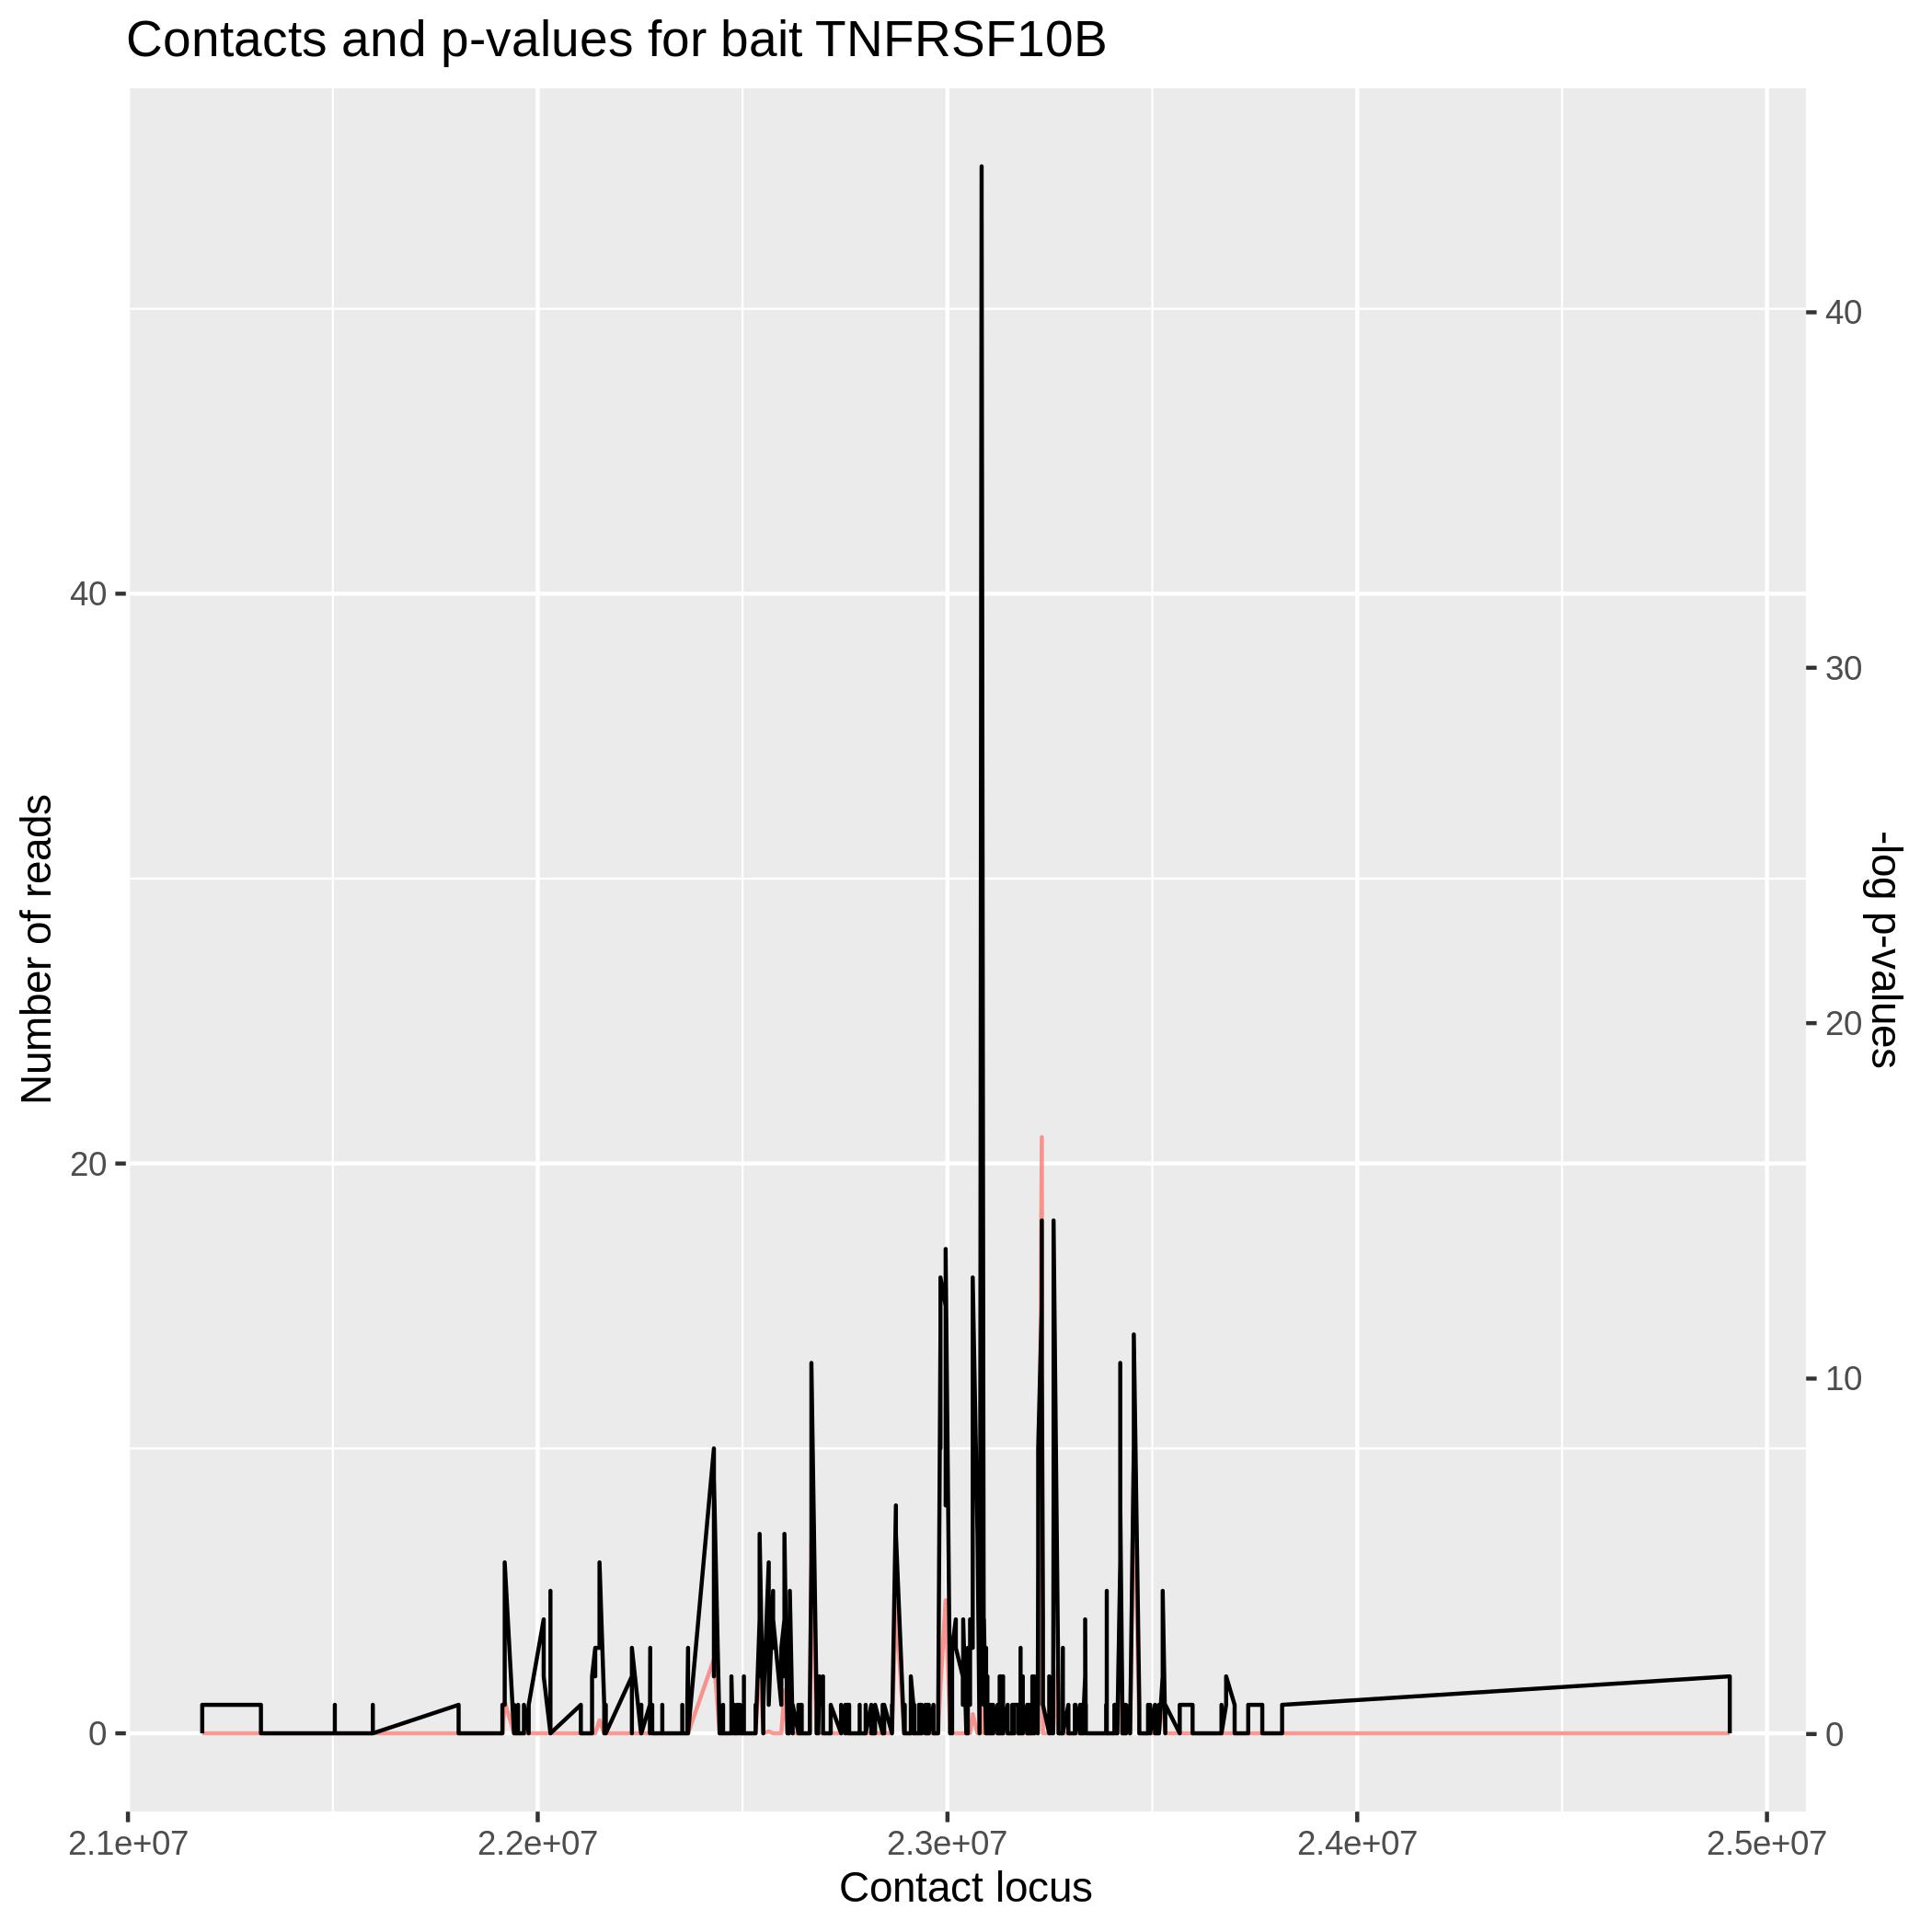 Contacts and p-values for bait TNFRSF10B
Number of reads
40
20
0
-log p-values
40
30
20
10
0
2.1e+07
2.2e+07
2.3e+07
2.4e+07
2.5e+07
Contact locus